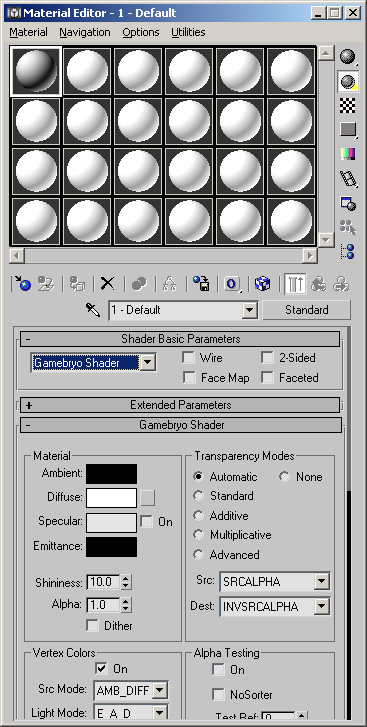 Material Editor - 1 - Default
Material Navigation Options Utilities
1 - Default Standard
- Shader Basic Parameters
Gamebryo Shader
Wire 2-Sided
Face Map Faceted
+ Extended Parameters
- Gamebryo Shader
Material
Ambient:
Diffuse:
Specular: On
Emittance:
Shininess: 10.0
Alpha: 1.0
Dither
Transparency Modes
Automatic None
Standard
Additive
Multiplicative
Advanced
Src: SRCALPHA
Dest: INVSRCALPHA
Vertex Colors
On
Src Mode: AMB_DIFF
Light Mode: E_A_D
Alpha Testing
On
NoSorter
Test Ref: 0